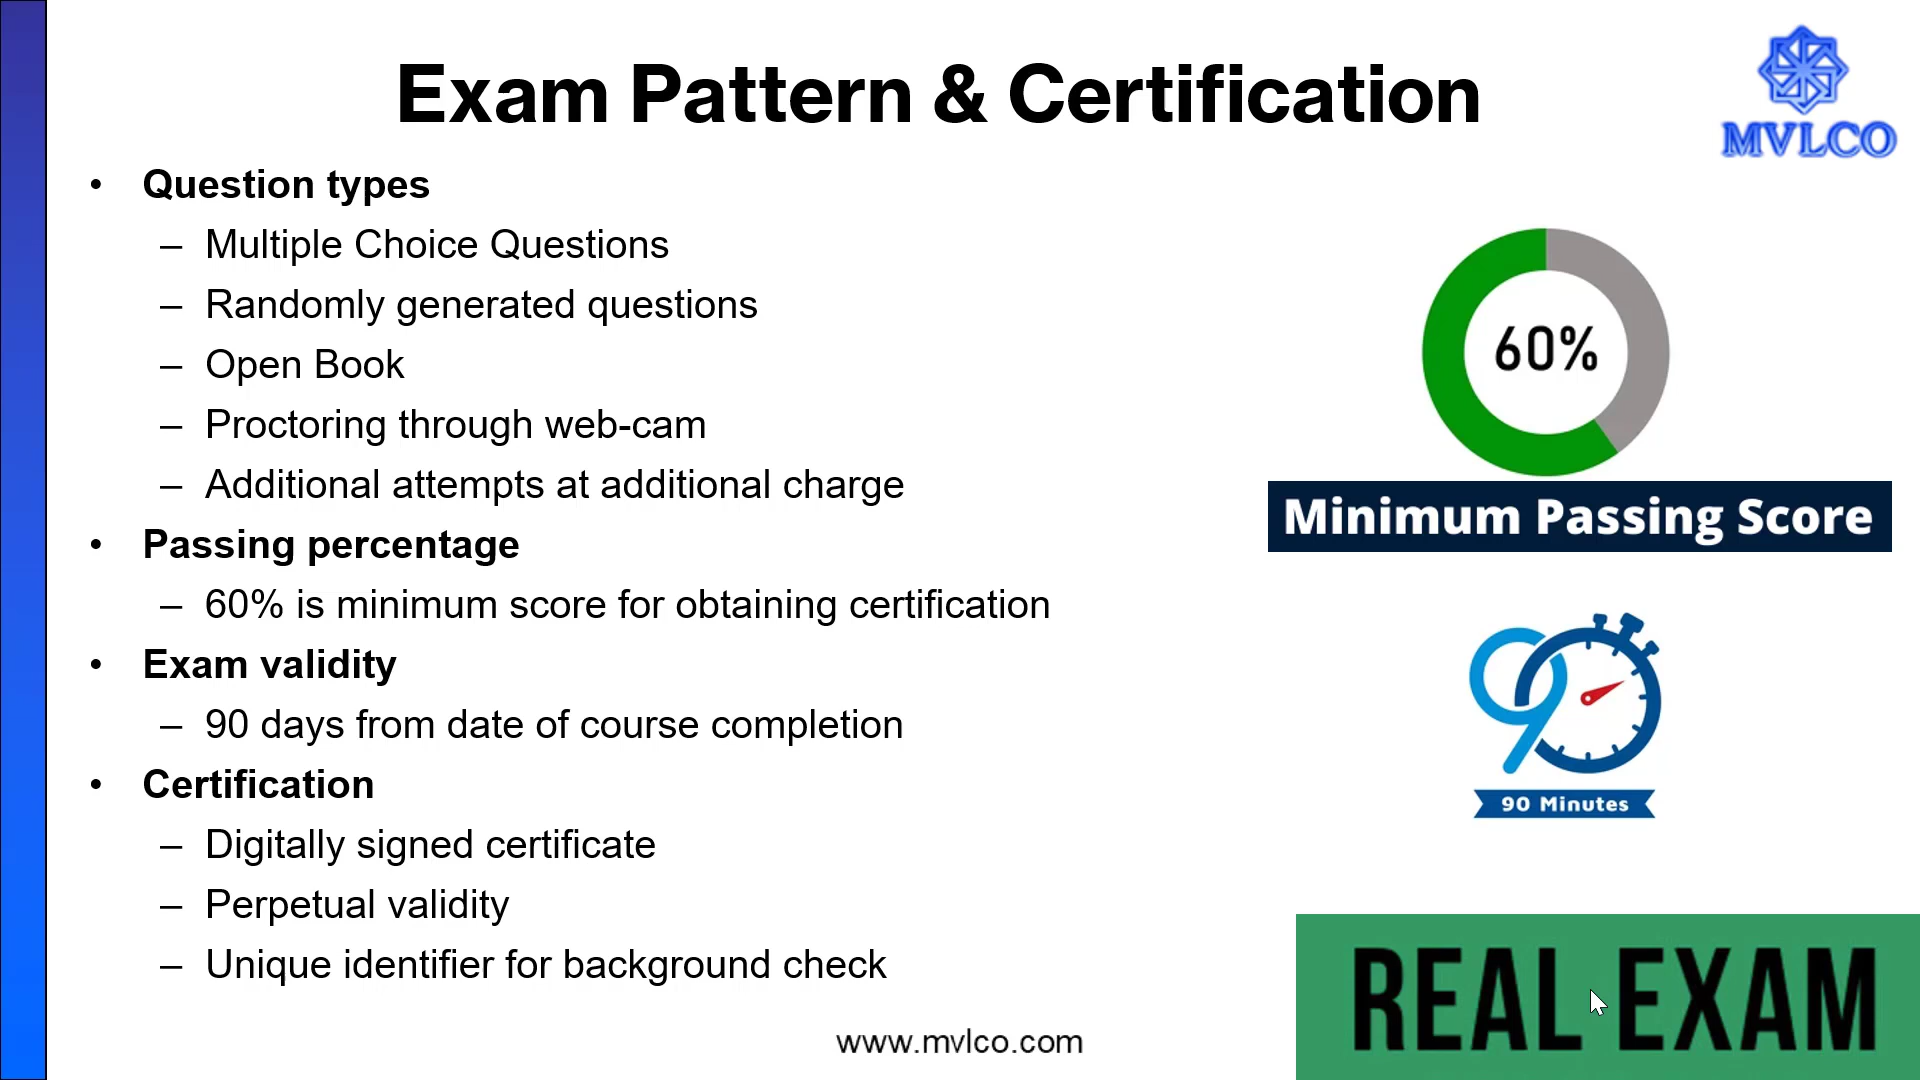 Exam Pattern & Certification
MVLCO
• Question types
– Multiple Choice Questions
– Randomly generated questions
– Open Book
– Proctoring through web-cam
– Additional attempts at additional charge
• Passing percentage
– 60% is minimum score for obtaining certification
• Exam validity
– 90 days from date of course completion
• Certification
– Digitally signed certificate
– Perpetual validity
– Unique identifier for background check
60%
Minimum Passing Score
90
90 Minutes
REAL EXAM
www.mvlco.com